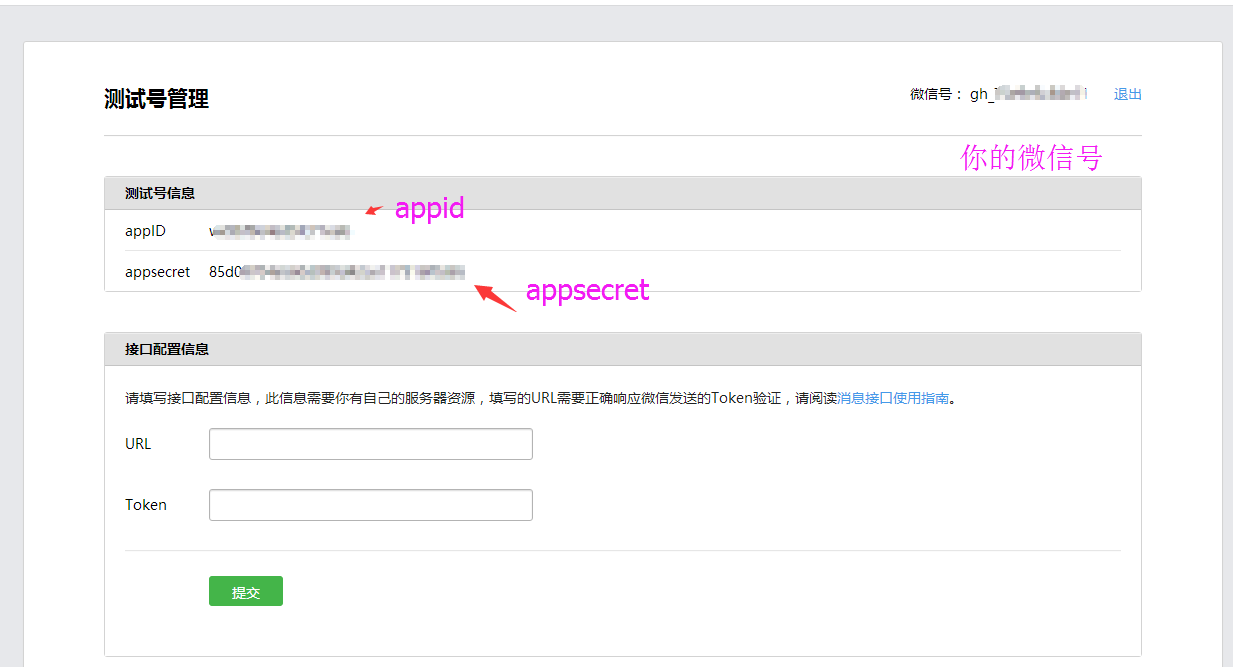 测试号管理
微信号： gh_ 退出
你的微信号
测试号信息
appid
appID
appsecret 85d0
appsecret
接口配置信息
请填写接口配置信息，此信息需要你有自己的服务器资源，填写的URL需要正确响应微信发送的Token验证，请阅读消息接口使用指南。
URL
Token
提交